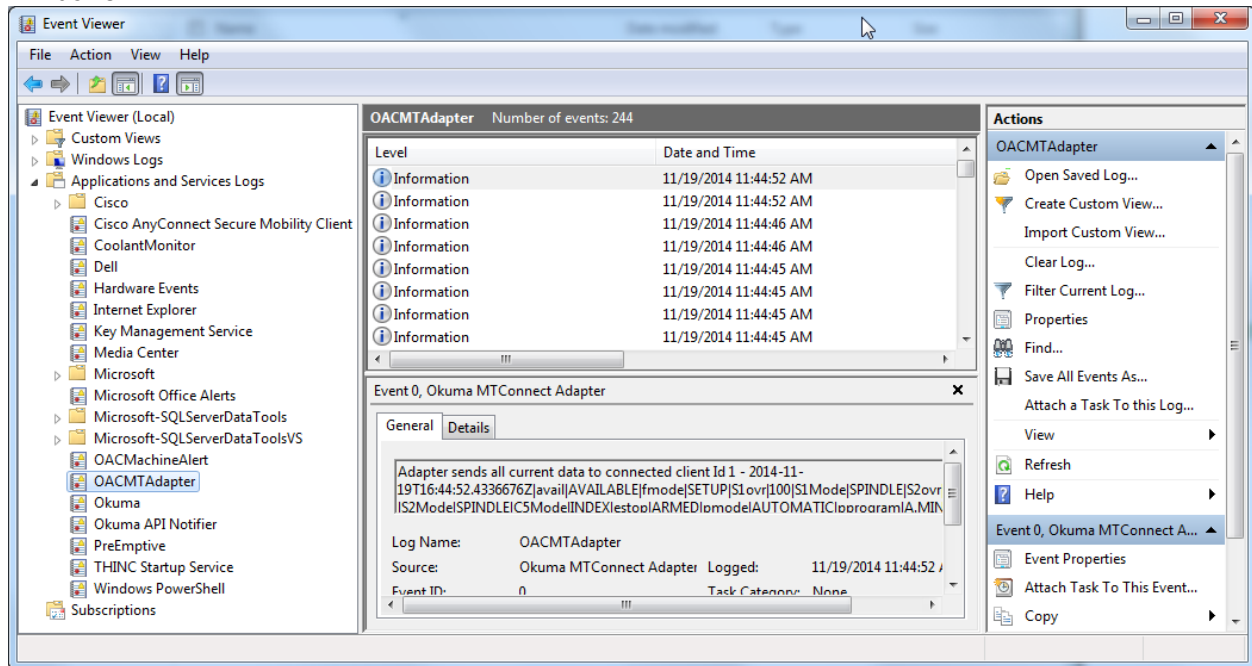 Event Viewer
File Action View Help
Event Viewer (Local)
Custom Views
Windows Logs
Applications and Services Logs
Cisco
Cisco AnyConnect Secure Mobility Client
CoolantMonitor
Dell
Hardware Events
Internet Explorer
Key Management Service
Media Center
Microsoft
Microsoft Office Alerts
Microsoft-SQLServerDataTools
Microsoft-SQLServerDataToolsVS
OACMachineAlert
OACMTAdapter
Okuma
Okuma API Notifier
PreEmptive
THINC Startup Service
Windows PowerShell
Subscriptions
OACMTAdapter Number of events: 244
Level Date and Time
Information 11/19/2014 11:44:52 AM
Information 11/19/2014 11:44:52 AM
Information 11/19/2014 11:44:46 AM
Information 11/19/2014 11:44:46 AM
Information 11/19/2014 11:44:45 AM
Information 11/19/2014 11:44:45 AM
Information 11/19/2014 11:44:45 AM
Information 11/19/2014 11:44:45 AM
Event 0, Okuma MTConnect Adapter
General Details
Adapter sends all current data to connected client Id 1 - 2014-11-
19T16:44:52.4336676Z|avail|AVAILABLE|fmode|SETUP|S1ovr|100|S1Mode|SPINDLE|S2ovr
|S2Mode|SPINDLE|C5Mode|INDEX|estop|ARMED|pmode|AUTOMATIC|program|A.MIN
Log Name: OACMTAdapter
Source: Okuma MTConnect Adapter Logged: 11/19/2014 11:44:52
Event ID: 0 Task Category: None
Actions
OACMTAdapter
Open Saved Log...
Create Custom View...
Import Custom View...
Clear Log...
Filter Current Log...
Properties
Find...
Save All Events As...
Attach a Task To this Log...
View
Refresh
Help
Event 0, Okuma MTConnect A...
Event Properties
Attach Task To This Event...
Copy